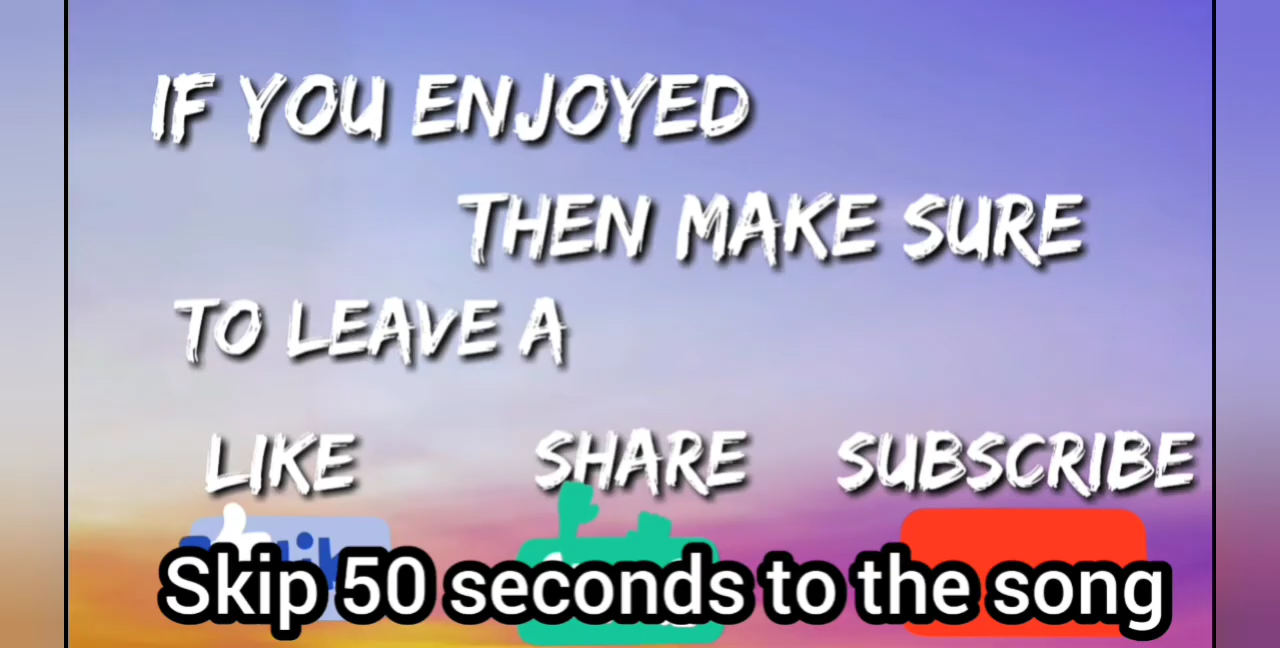 IF YOU ENJOYED
THEN MAKE SURE
TO LEAVE A
LIKE SHARE SUBSCRIBE
Skip 50 seconds to the song